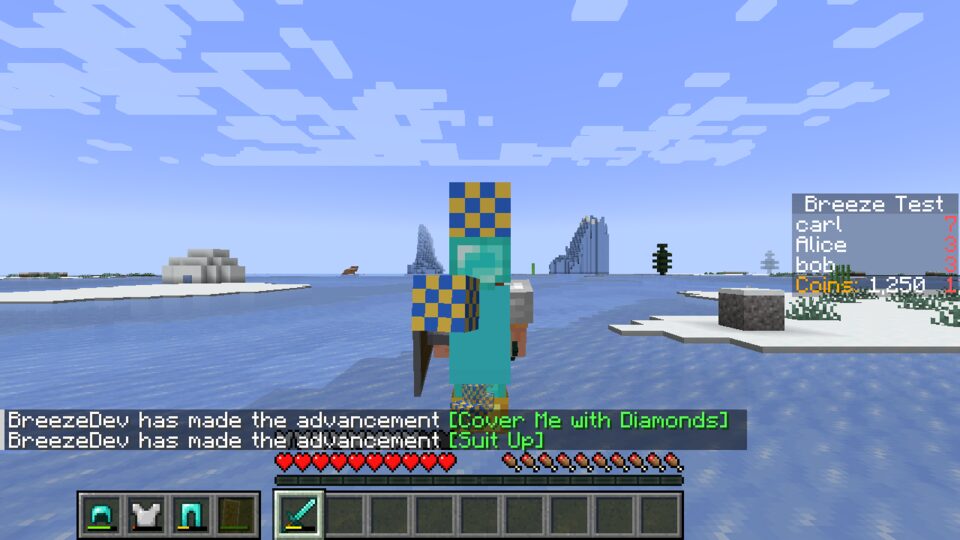 Breeze Test
carl
Alice
bob
Coins: 1,250
BreezeDev has made the advancement [Cover Me with Diamonds]
BreezeDev has made the advancement [Suit Up]